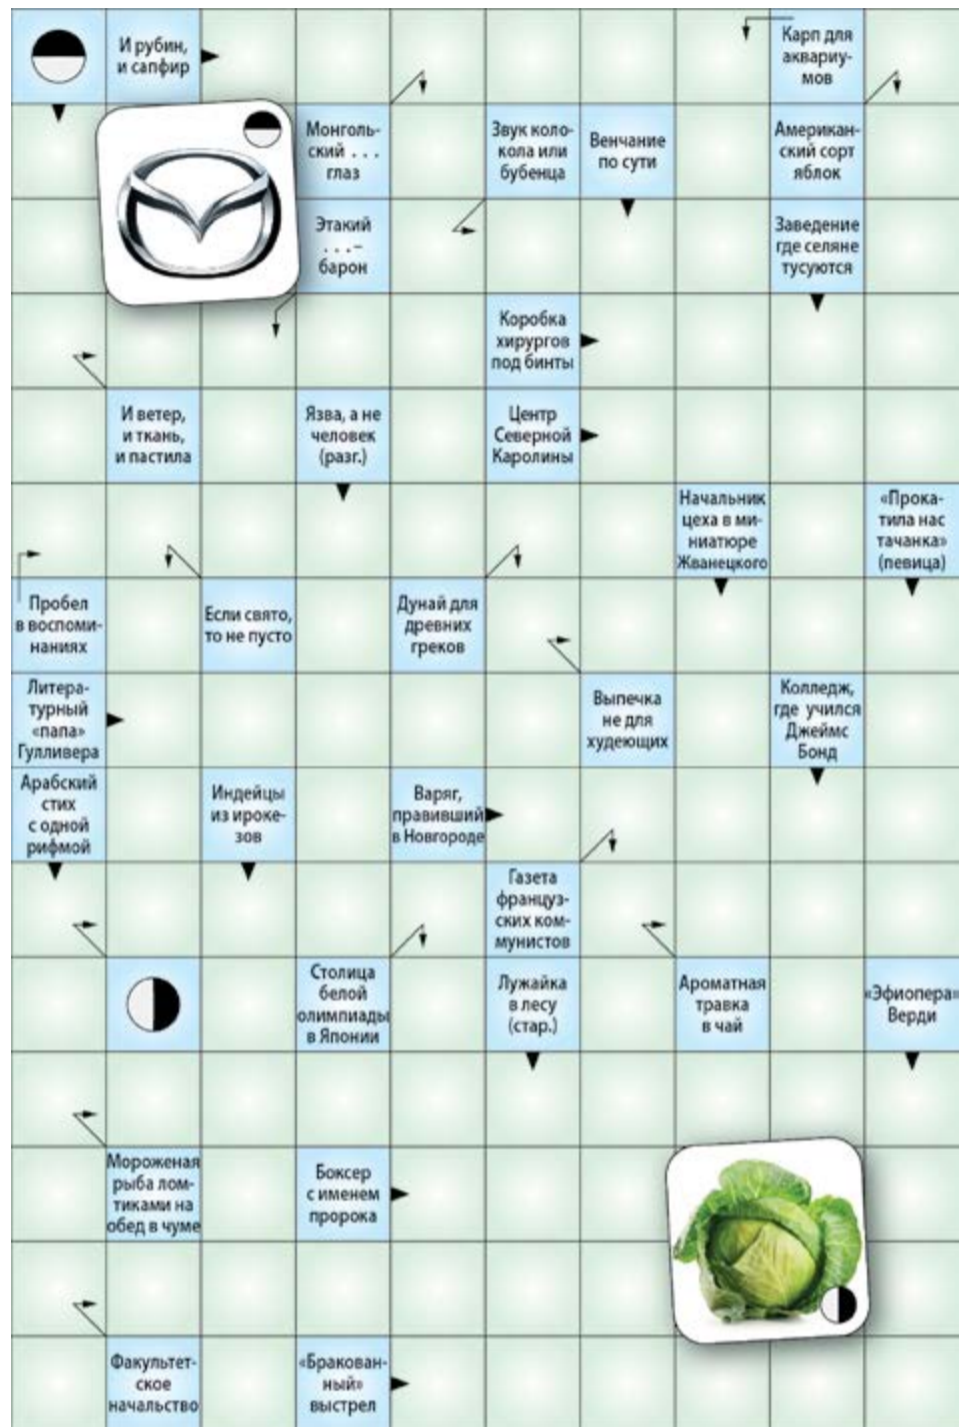 И рубин,
и сапфир
Карп для
аквариу-
мов
Монголь-
ский . . .
глаз
Звук коло-
кола или
бубенца
Венчание
по сути
Американ-
ский сорт
яблок
Этакий
. . .–
барон
Заведение
где селяне
тусуются
Коробка
хирургов
под бинты
И ветер,
и ткань,
и пастила
Язва, а не
человек
(разг.)
Центр
Северной
Каролины
Начальник
цеха в ми-
ниатюре
Жванецкого
«Прока-
тила нас
тачанка»
(певица)
Пробел
в воспоми-
наниях
Если свято,
то не пусто
Дунай для
древних
греков
Литера-
турный
«папа»
Гулливера
Выпечка
не для
худеющих
Колледж,
где учился
Джеймс
Бонд
Арабский
стих
с одной
рифмой
Индейцы
из ироке-
зов
Варяг,
правивший
в Новгороде
Газета
француз-
ских ком-
мунистов
Столица
белой
олимпиады
в Японии
Лужайка
в лесу
(стар.)
Ароматная
травка
в чай
«Эфиопера»
Верди
Мороженая
рыба лом-
тиками на
обед в чуме
Боксер
с именем
пророка
Факультет-
ское
начальство
«Бракован-
ный»
выстрел